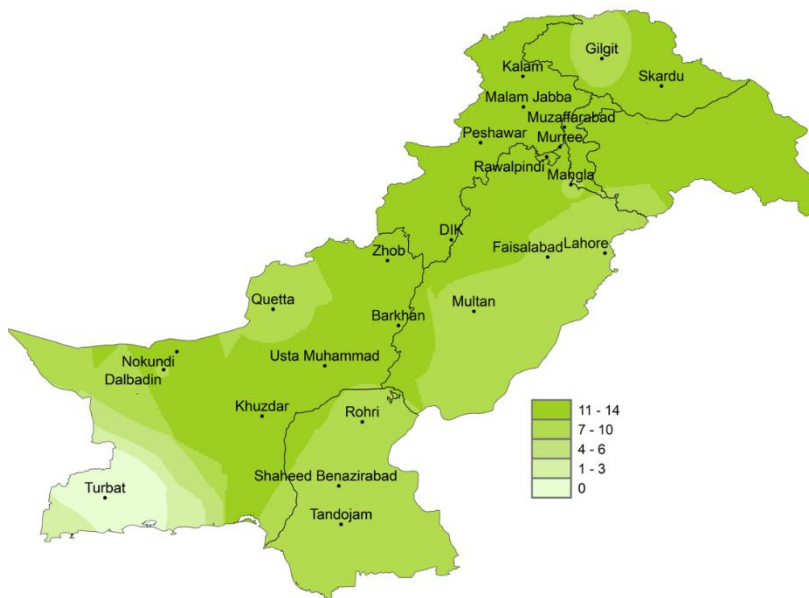 Gilgit
Kalam
Skardu
Malam Jabba
Muzaffarabad
Peshawar
Murree
Rawalpindi
Mangla
DIK
Zhob
Faisalabad
Lahore
Quetta
Multan
Barkhan
Nokundi
Usta Muhammad
Dalbadin
Khuzdar
Rohri
11 - 14
7 - 10
4 - 6
1 - 3
0
Shaheed Benazirabad
Turbat
Tandojam